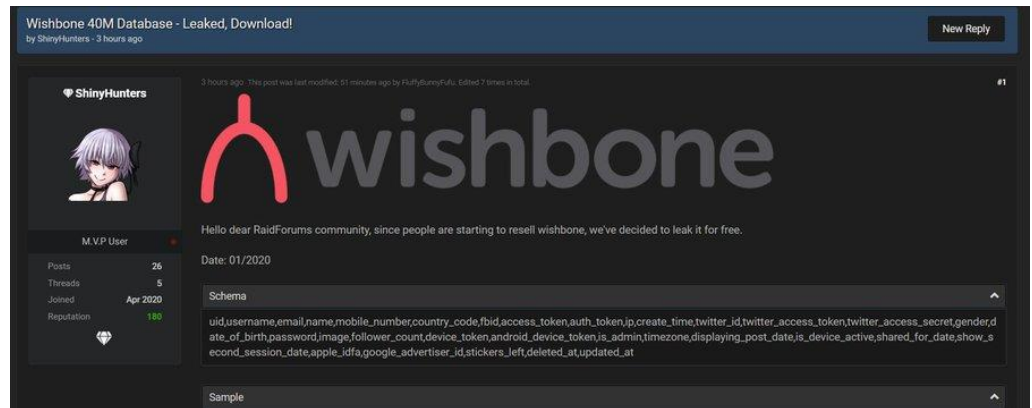 Wishbone 40M Database - Leaked, Download!
by ShinyHunters - 3 hours ago
New Reply
ShinyHunters
M.V.P User
Posts 26
Threads 5
Joined Apr 2020
Reputation 180
3 hours ago This post was last modified: 51 minutes ago by FluffyBunnyFufu. Edited 7 times in total.
#1
wishbone
Hello dear RaidForums community, since people are starting to resell wishbone, we've decided to leak it for free.
Date: 01/2020
Schema
uid,username,email,name,mobile_number,country_code,fbid,access_token,auth_token,ip,create_time,twitter_id,twitter_access_token,twitter_access_secret,gender,d
ate_of_birth,password,image,follower_count,device_token,android_device_token,is_admin,timezone,displaying_post_date,is_device_active,shared_for_date,show_s
econd_session_date,apple_idfa,google_advertiser_id,stickers_left,deleted_at,updated_at
Sample